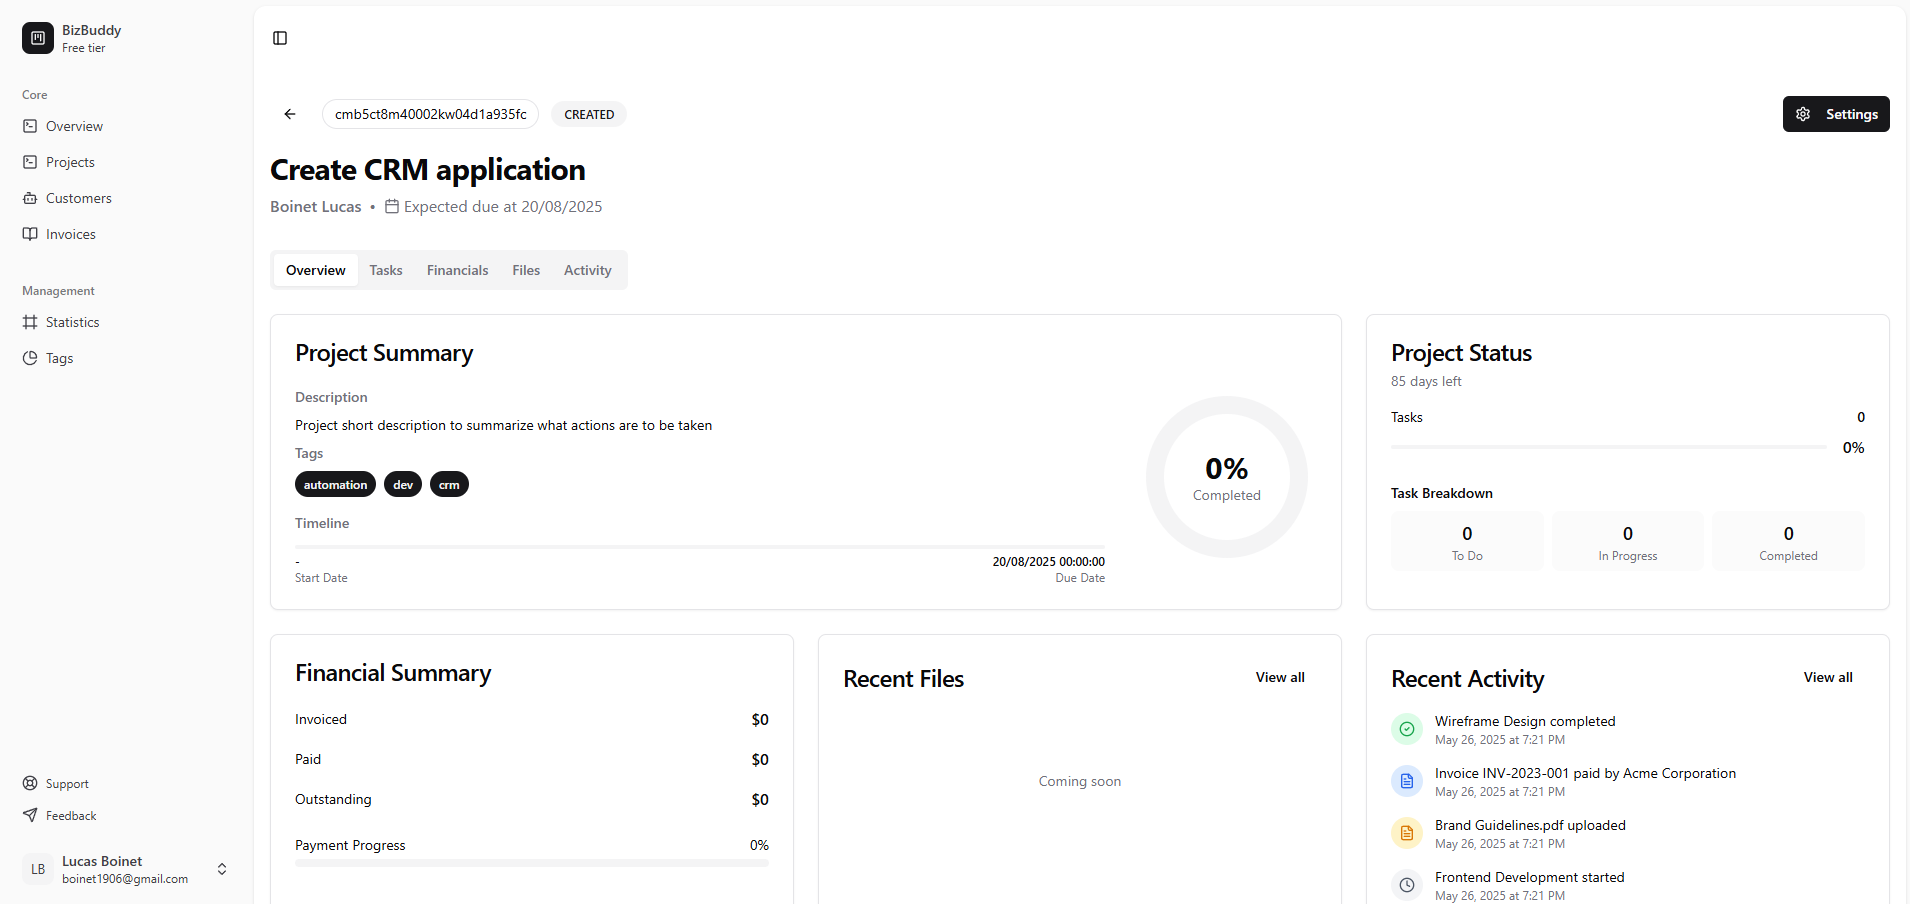 BizBuddy
Free tier
Core
Overview
Projects
Customers
Invoices
Management
Statistics
Tags
Support
Feedback
LB
Lucas Boinet
boinet1906@gmail.com
cmb5ct8m40002kw04d1a935fc
CREATED
Settings
Create CRM application
Boinet Lucas • Expected due at 20/08/2025
Overview Tasks Financials Files Activity
Project Summary
Description
Project short description to summarize what actions are to be taken
Tags
automation dev crm
Timeline
- 20/08/2025 00:00:00
Start Date Due Date
0%
Completed
Project Status
85 days left
Tasks 0
0%
Task Breakdown
0 0 0
To Do In Progress Completed
Financial Summary
Invoiced $0
Paid $0
Outstanding $0
Payment Progress 0%
Recent Files View all
Coming soon
Recent Activity View all
Wireframe Design completed
May 26, 2025 at 7:21 PM
Invoice INV-2023-001 paid by Acme Corporation
May 26, 2025 at 7:21 PM
Brand Guidelines.pdf uploaded
May 26, 2025 at 7:21 PM
Frontend Development started
May 26, 2025 at 7:21 PM